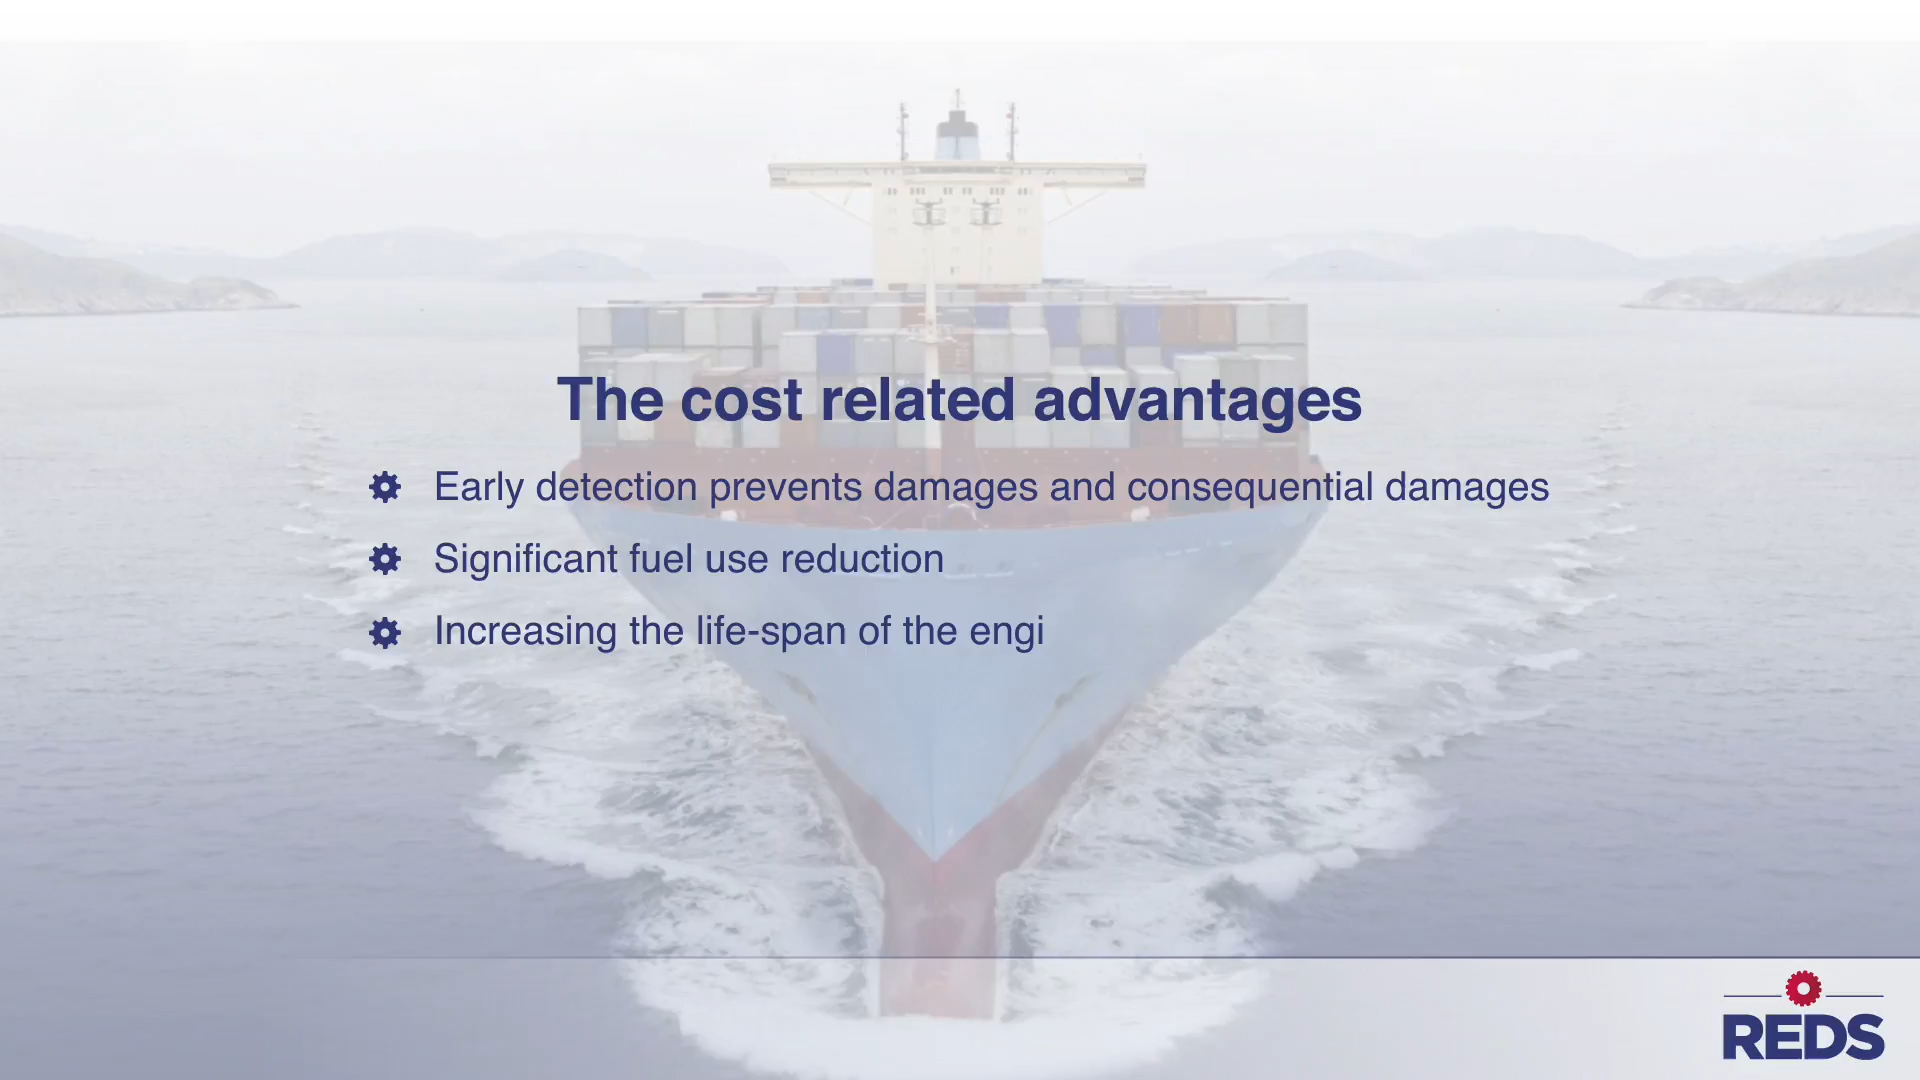 The cost related advantages
Early detection prevents damages and consequential damages
Significant fuel use reduction
Increasing the life-span of the engi
REDS